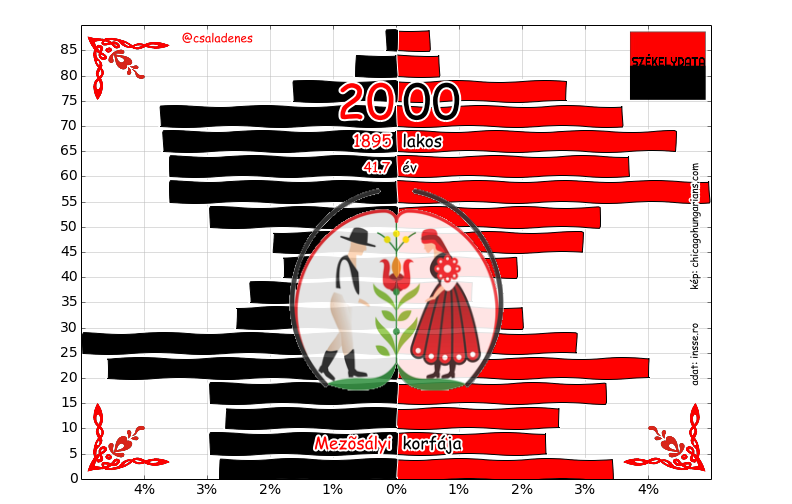 @csaladenes
SZÉKELYDATA
2000
1895 lakos
41.7 év
kép: chicagohungarians.com
adat: insse.ro
Mezősályi korfája
85
80
75
70
65
60
55
50
45
40
35
30
25
20
15
10
5
0
4% 3% 2% 1% 0% 1% 2% 3% 4%